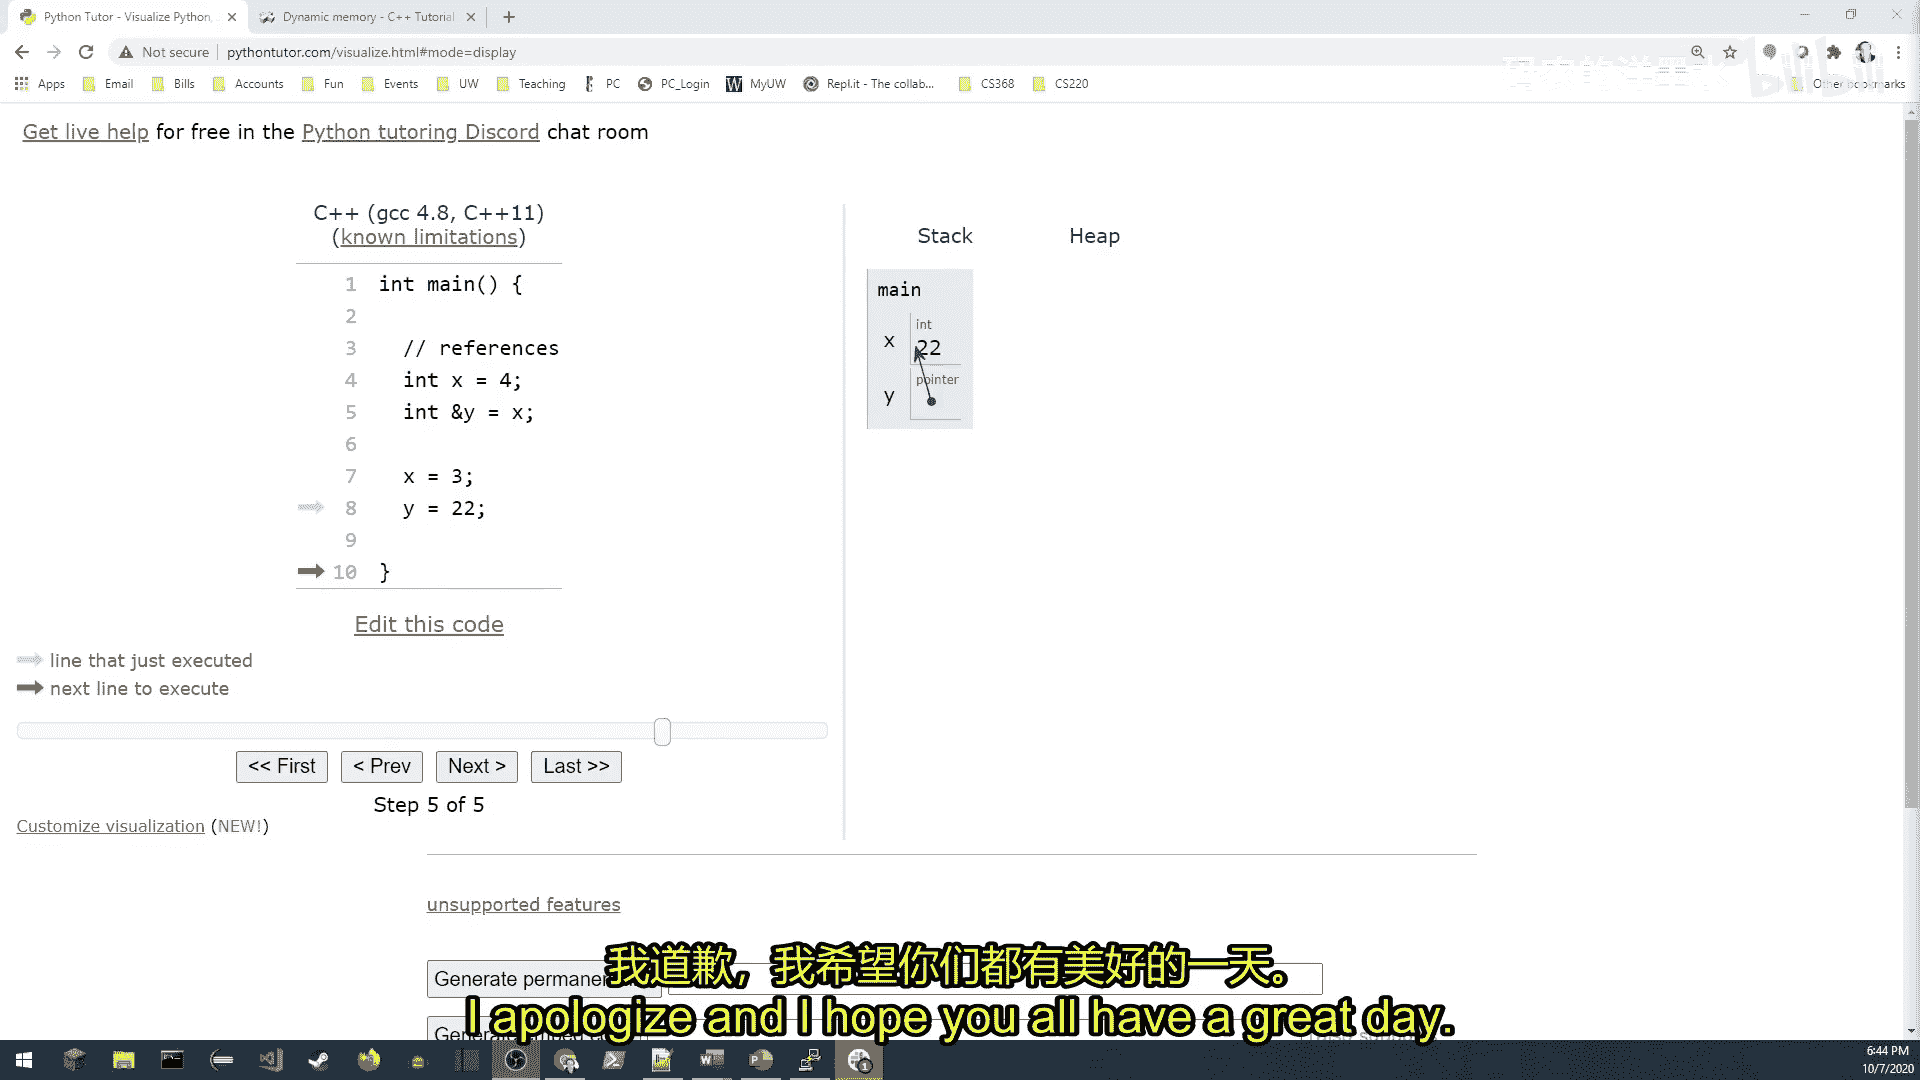 Python Tutor - Visualize Python,
Dynamic memory - C++ Tutorial
Not secure
pythontutor.com/visualize.html#mode=display
Apps
Email
Bills
Accounts
Fun
Events
UW
Teaching
PC
PC_Login
MyUW
Repl.it - The collab...
CS368
CS220
Other bookmarks
Get live help for free in the Python tutoring Discord chat room
C++ (gcc 4.8, C++11)
(known limitations)
1 int main() {
2
3 // references
4 int x = 4;
5 int &y = x;
6
7 x = 3;
8 y = 22;
9
10 }
Edit this code
line that just executed
next line to execute
<< First
< Prev
Next >
Last >>
Step 5 of 5
Customize visualization (NEW!)
Stack
Heap
main
int
x 22
pointer
y
unsupported features
Generate permanent
我道歉，我希望你们都有美好的一天。
I apologize and I hope you all have a great day.
6:44 PM
10/7/2020